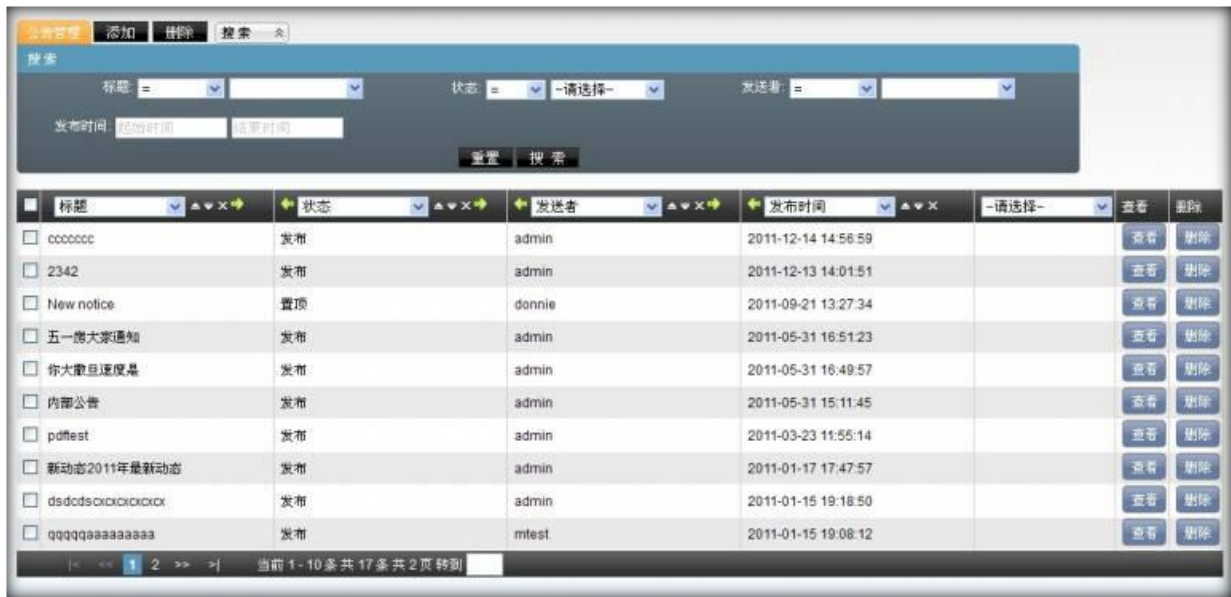 公告管理 添加 删除 搜索
搜索
标题: = 状态: = -请选择- 发送者: =
发布时间: 起始时间 结束时间
重置 搜索
标题 状态 发送者 发布时间 -请选择- 查看 删除
ccccccc 发布 admin 2011-12-14 14:56:59 查看 删除
2342 发布 admin 2011-12-13 14:01:51 查看 删除
New notice 置顶 donnie 2011-09-21 13:27:34 查看 删除
五一房大家通知 发布 admin 2011-05-31 16:51:23 查看 删除
你大撒旦速度是 发布 admin 2011-05-31 16:49:57 查看 删除
内部公告 发布 admin 2011-05-31 15:11:45 查看 删除
pdftest 发布 admin 2011-03-23 11:55:14 查看 删除
新动态2011年最新动态 发布 admin 2011-01-17 17:47:57 查看 删除
发布 admin 2011-01-15 19:18:50 查看 删除
qqqqqaaaaaaaaaa 发布 mtest 2011-01-15 19:08:12 查看 删除
|< << 1 2 >> >| 当前 1 - 10 条 共 17 条 共 2 页 转到